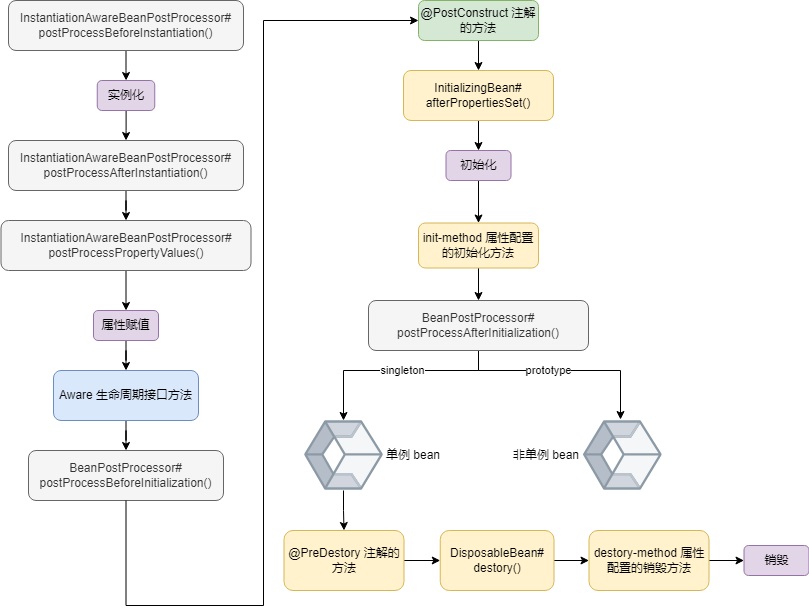 InstantiationAwareBeanPostProcessor#
postProcessBeforeInstantiation()
实例化
InstantiationAwareBeanPostProcessor#
postProcessAfterInstantiation()
InstantiationAwareBeanPostProcessor#
postProcessPropertyValues()
属性赋值
Aware 生命周期接口方法
BeanPostProcessor#
postProcessBeforeInitialization()
@PostConstruct 注解
的方法
InitializingBean#
afterPropertiesSet()
初始化
init-method 属性配置
的初始化方法
BeanPostProcessor#
postProcessAfterInitialization()
singleton
prototype
单例 bean
非单例 bean
@PreDestory 注解的
方法
DisposableBean#
destory()
destory-method 属性
配置的销毁方法
销毁